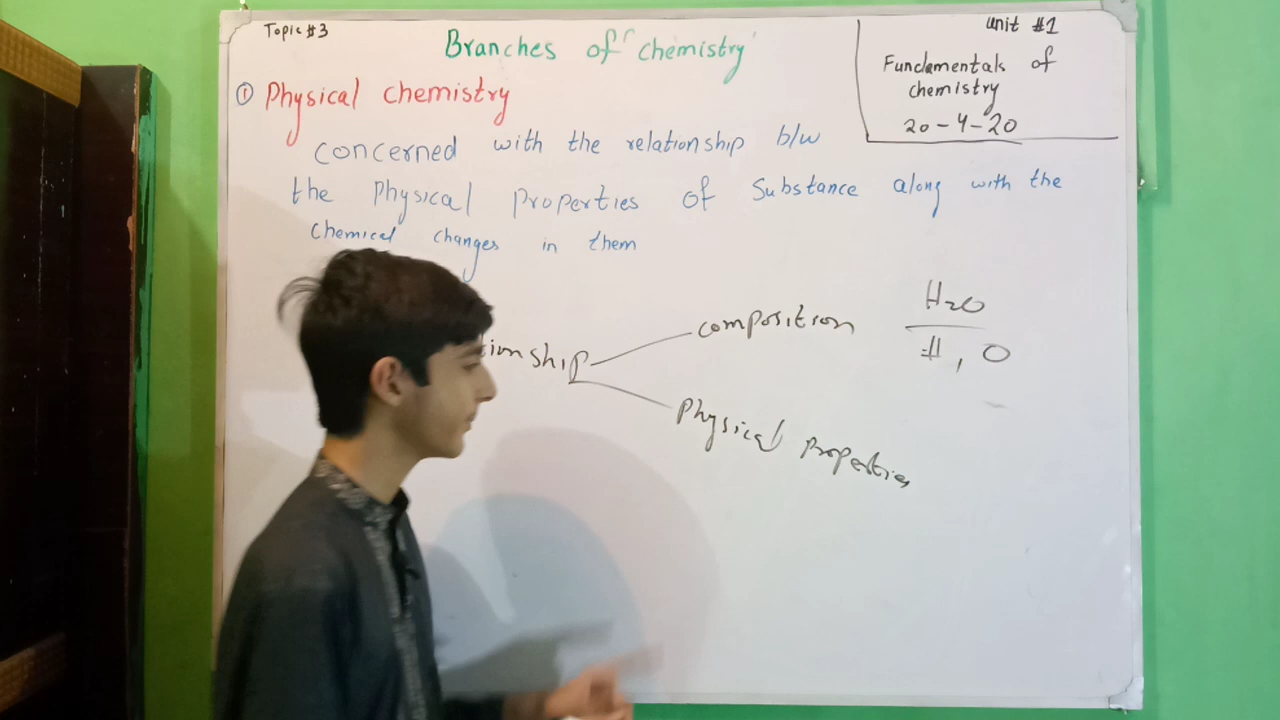 Topic #3
Branches of chemistry
Unit #1
Fundamentals of
chemistry
20-4-20
① Physical chemistry
concerned with the relationship b/w
the Physical Properties of Substance along with the
chemical changes in them
tionship
composition
H2O
H, O
Physical Properties